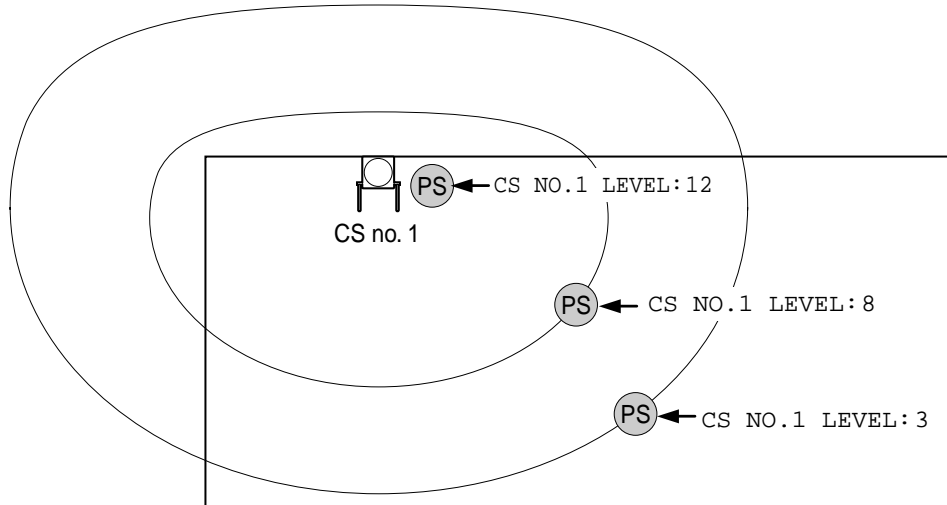 PS CS NO.1 LEVEL:12
CS no. 1
PS CS NO.1 LEVEL:8
PS CS NO.1 LEVEL:3